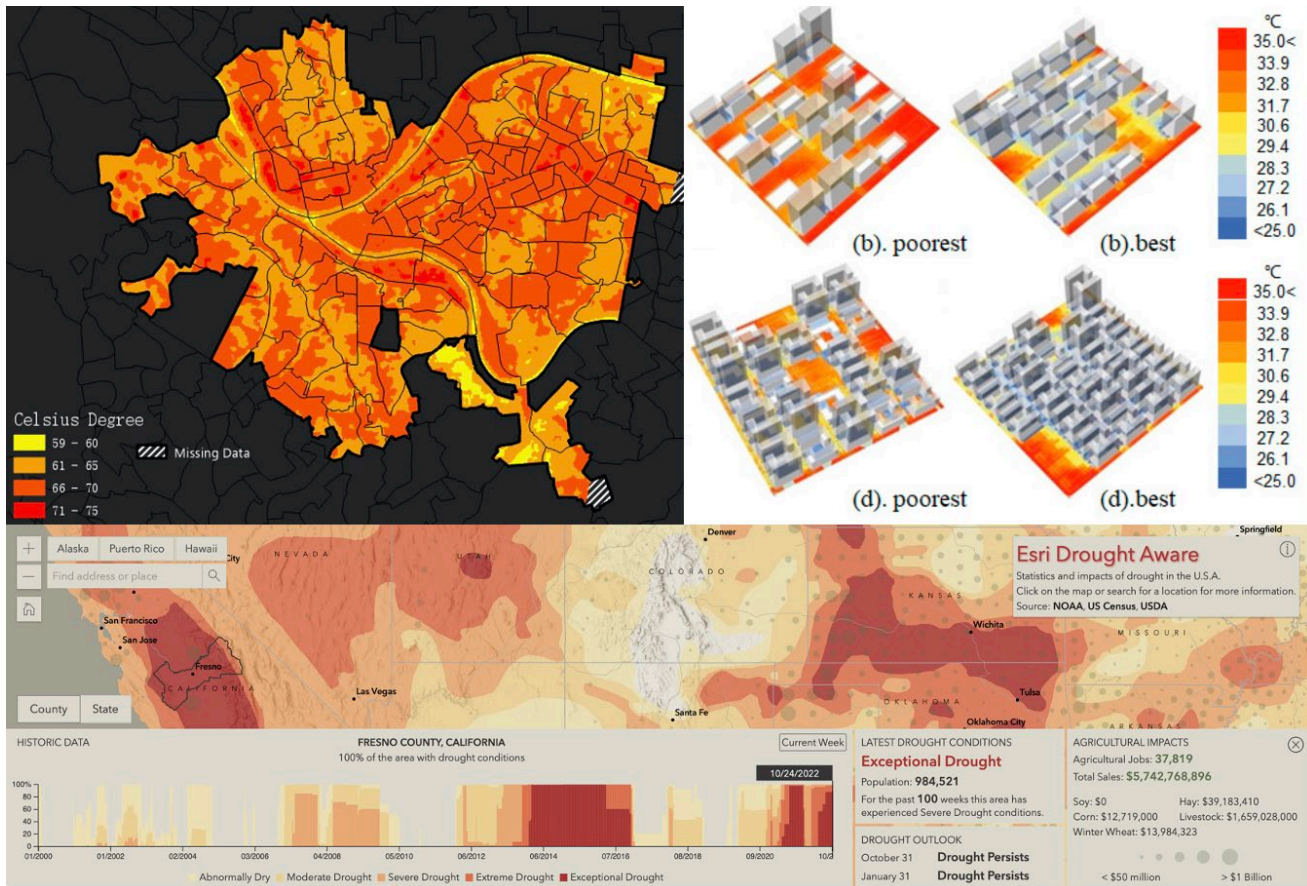 Celsius Degree
59 - 60
61 - 65
66 - 70
71 - 75
Missing Data
°C
35.0<
33.9
32.8
31.7
30.6
29.4
28.3
27.2
26.1
<25.0
(b). poorest
(b).best
°C
35.0<
33.9
32.8
31.7
30.6
29.4
28.3
27.2
26.1
<25.0
(d). poorest
(d).best
+
−
Alaska
Puerto Rico
Hawaii
City
Find address or place
NEVADA
UTAH
Denver
COLORADO
Springfield
KANSAS
Wichita
MISSOURI
San Francisco
San Jose
Fresno
CALIFORNIA
Las Vegas
Santa Fe
OKLAHOMA
Tulsa
Oklahoma City
ARKANSAS
Esri Drought Aware
Statistics and impacts of drought in the U.S.A.
Click on the map or search for a location for more information.
Source: NOAA, US Census, USDA
County
State
HISTORIC DATA
FRESNO COUNTY, CALIFORNIA
100% of the area with drought conditions
Current Week
10/24/2022
100%
80
60
40
20
0
01/2000
01/2002
02/2004
03/2006
04/2008
05/2010
06/2012
06/2014
07/2016
08/2018
09/2020
10/2
Abnormally Dry
Moderate Drought
Severe Drought
Extreme Drought
Exceptional Drought
LATEST DROUGHT CONDITIONS
Exceptional Drought
Population: 984,521
For the past 100 weeks this area has
experienced Severe Drought conditions.
DROUGHT OUTLOOK
October 31 Drought Persists
January 31 Drought Persists
AGRICULTURAL IMPACTS
Agricultural Jobs: 37,819
Total Sales: $5,742,768,896
Soy: $0
Hay: $39,183,410
Corn: $12,719,000
Livestock: $1,659,028,000
Winter Wheat: $13,984,323
< $50 million
> $1 Billion